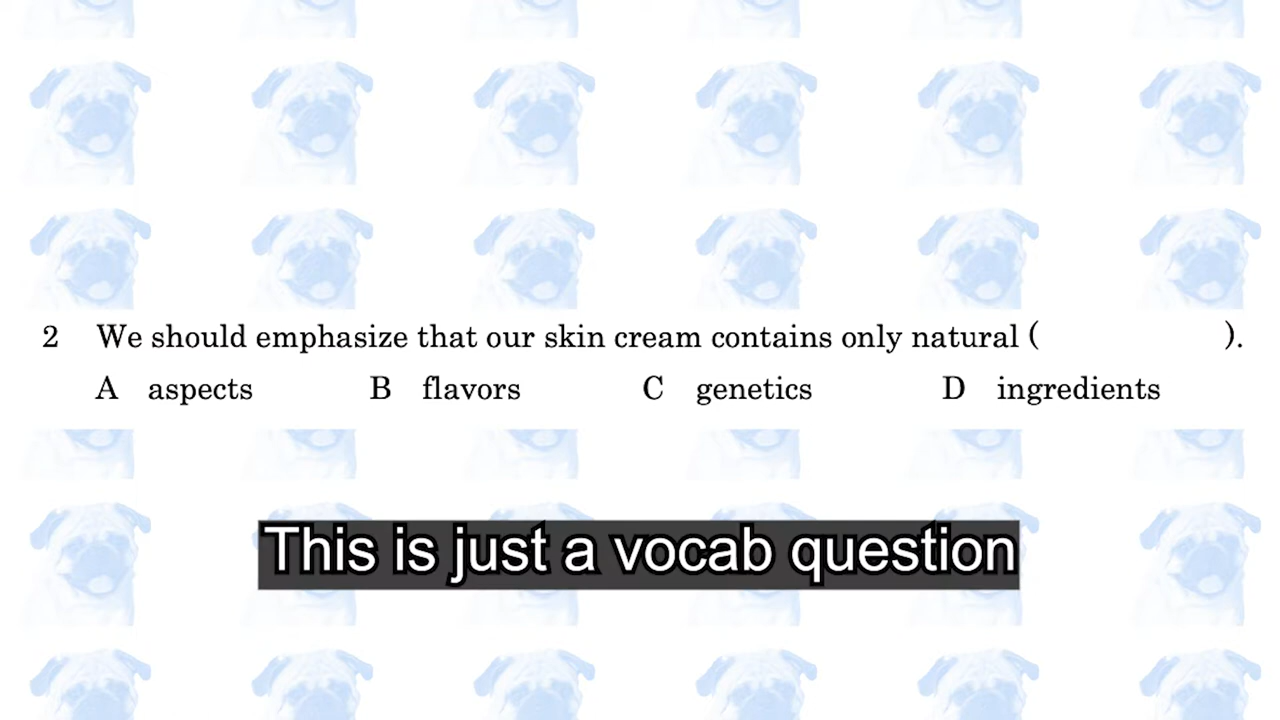 2 We should emphasize that our skin cream contains only natural ( ).
A aspects B flavors C genetics D ingredients
This is just a vocab question